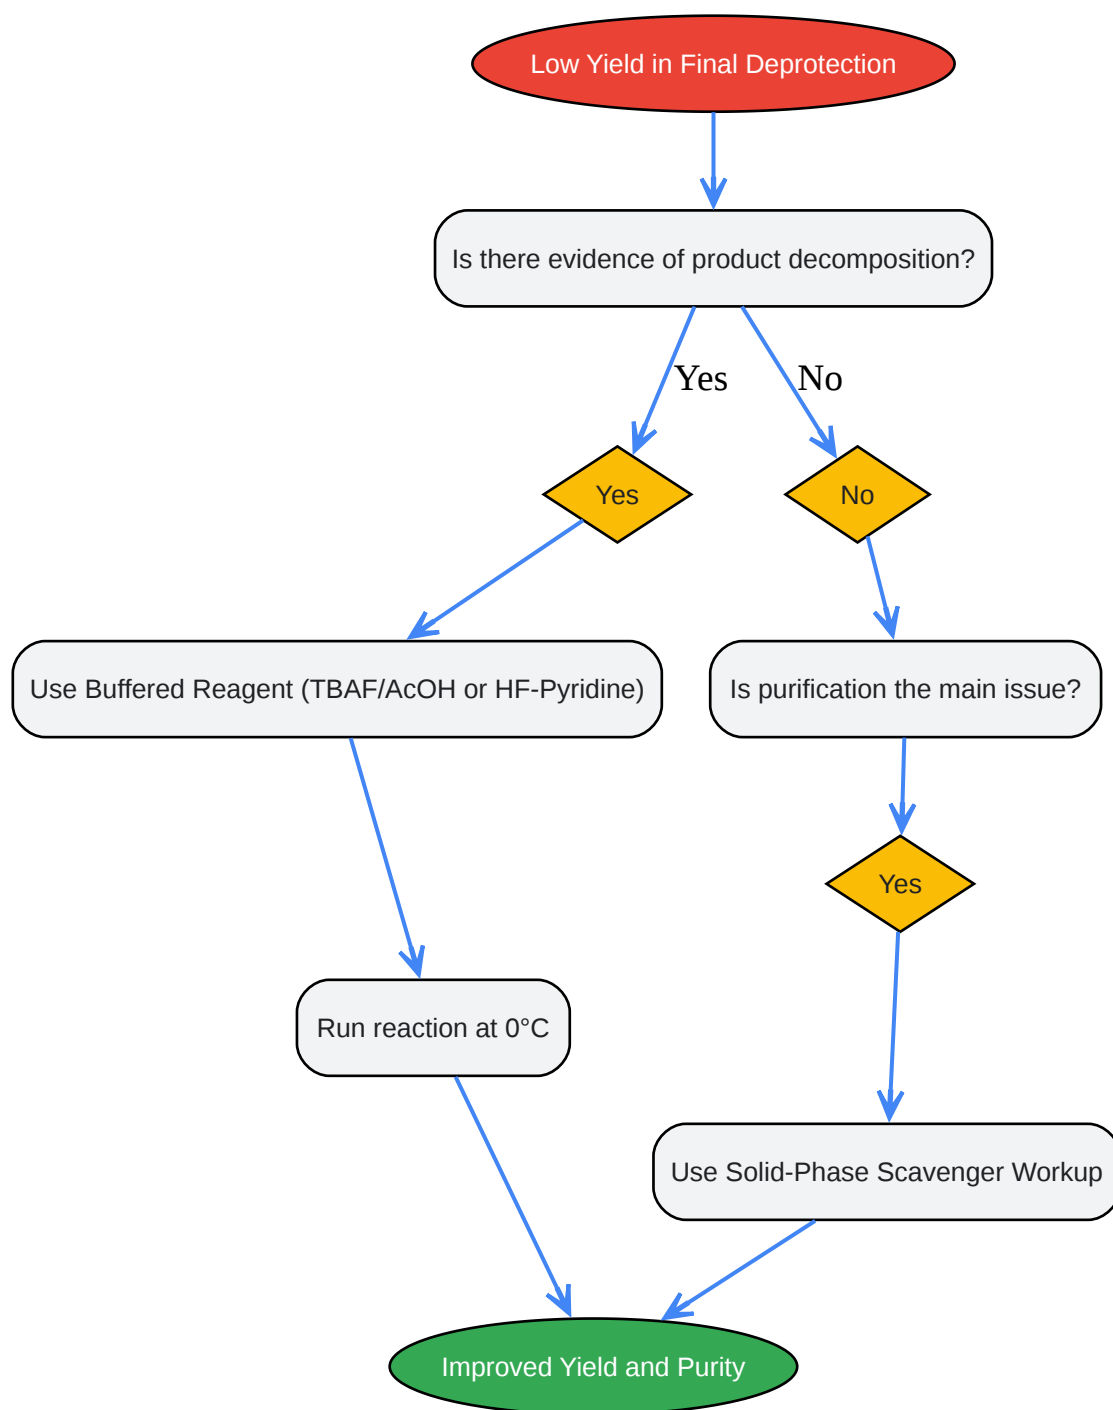 Low Yield in Final Deprotection
Is there evidence of product decomposition?
Yes
No
Yes
No
Use Buffered Reagent (TBAF/AcOH or HF-Pyridine)
Is purification the main issue?
Yes
Run reaction at 0°C
Use Solid-Phase Scavenger Workup
Improved Yield and Purity